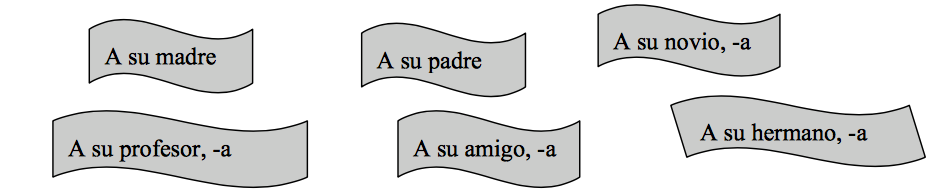 A su madre
A su padre
A su novio, -a
A su profesor, -a
A su amigo, -a
A su hermano, -a